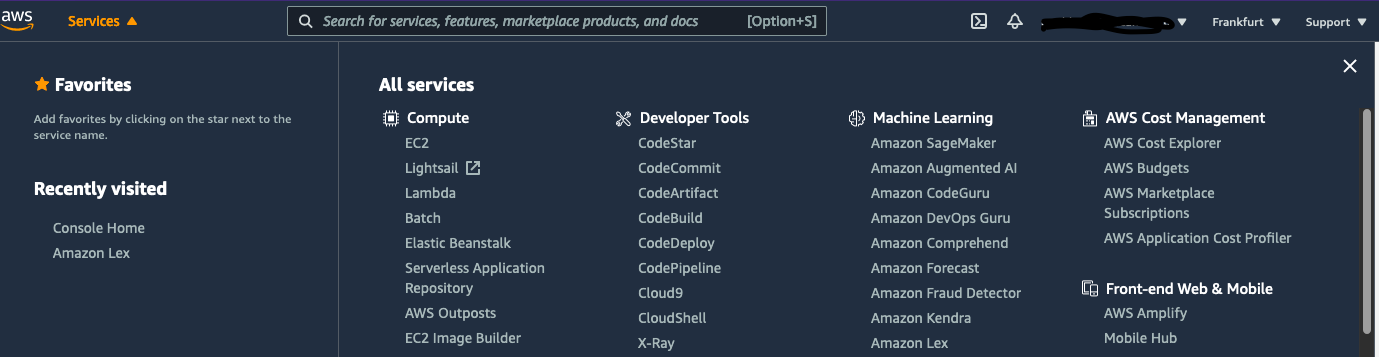 aws
Services
Search for services, features, marketplace products, and docs
[Option+S]
Frankfurt
Support
Favorites
Add favorites by clicking on the star next to the
service name.
Recently visited
Console Home
Amazon Lex
All services
Compute
EC2
Lightsail
Lambda
Batch
Elastic Beanstalk
Serverless Application
Repository
AWS Outposts
EC2 Image Builder
Developer Tools
CodeStar
CodeCommit
CodeArtifact
CodeBuild
CodeDeploy
CodePipeline
Cloud9
CloudShell
X-Ray
Machine Learning
Amazon SageMaker
Amazon Augmented AI
Amazon CodeGuru
Amazon DevOps Guru
Amazon Comprehend
Amazon Forecast
Amazon Fraud Detector
Amazon Kendra
Amazon Lex
AWS Cost Management
AWS Cost Explorer
AWS Budgets
AWS Marketplace
Subscriptions
AWS Application Cost Profiler
Front-end Web & Mobile
AWS Amplify
Mobile Hub